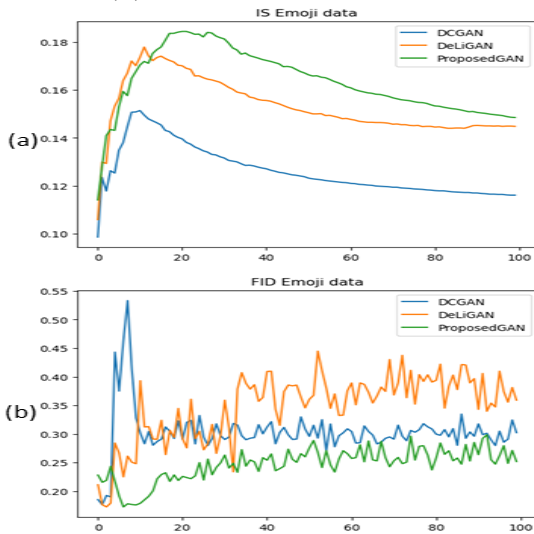 IS Emoji data
DCGAN
DeLiGAN
ProposedGAN
0.18
0.16
(a)
0.14
0.12
0.10
0 20 40 60 80 100
FID Emoji data
0.55
DCGAN
DeLiGAN
ProposedGAN
0.50
0.45
0.40
(b)
0.35
0.30
0.25
0.20
0 20 40 60 80 100